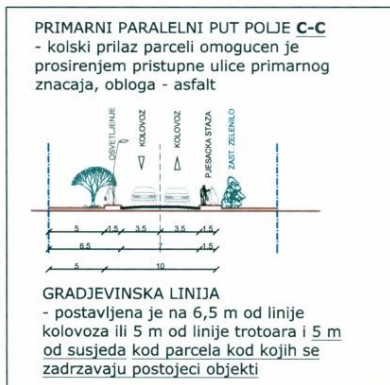 PRIMARNI PARALELNI PUT POLJE C-C
- kolski prilaz parceli omogucen je
prosirenjem pristupne ulice primarnog
znacaja, obloga - asfalt
OSVETLJENJE
KOLOVOZ
KOLOVOZ
PJESACKA STAZA
ZAST. ZELENILO
5 1.5 3.5 3.5 1.5
6.5 7 1.5
5 10
GRADJEVINSKA LINIJA
- postavljena je na 6,5 m od linije
kolovoza ili 5 m od linije trotoara i 5 m
od susjeda kod parcela kod kojih se
zadrzavaju postojeci objekti